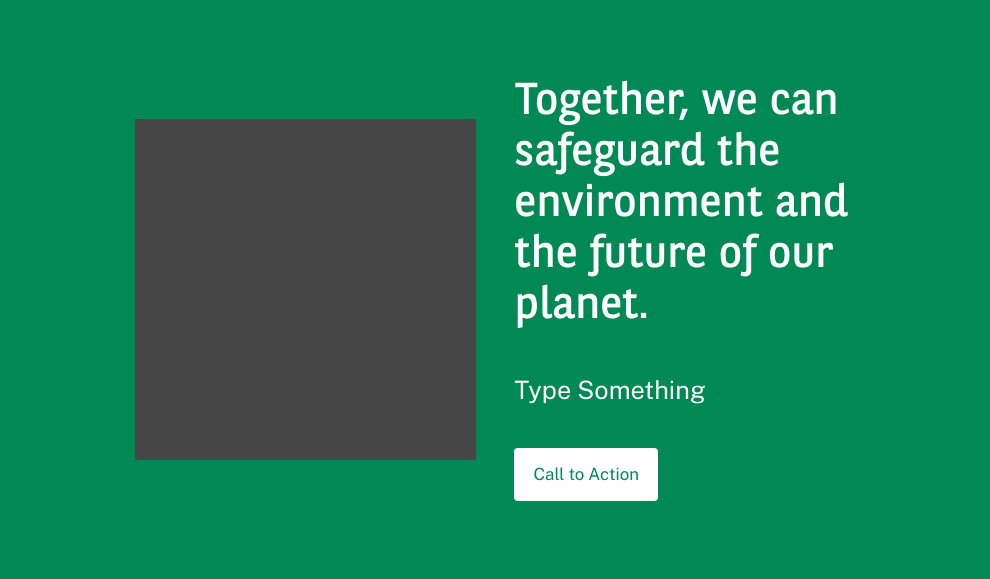 Together, we can
safeguard the
environment and
the future of our
planet.
Type Something
Call to Action